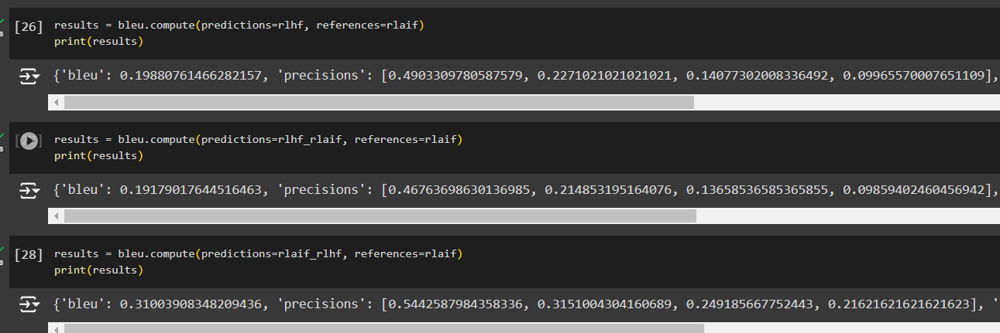 [26] results = bleu.compute(predictions=rlhf, references=rlaif)
print(results)
{'bleu': 0.19880761466282157, 'precisions': [0.4903309780587579, 0.2271021021021021, 0.14077302008336492, 0.09965570007651109],
results = bleu.compute(predictions=rlhf_rlaif, references=rlaif)
print(results)
{'bleu': 0.19179017644516463, 'precisions': [0.46763698630136985, 0.214853195164076, 0.13658536585365855, 0.09859402460456942],
[28] results = bleu.compute(predictions=rlaif_rlhf, references=rlaif)
print(results)
{'bleu': 0.31003908348209436, 'precisions': [0.5442587984358336, 0.3151004304160689, 0.249185667752443, 0.21621621621621623], '